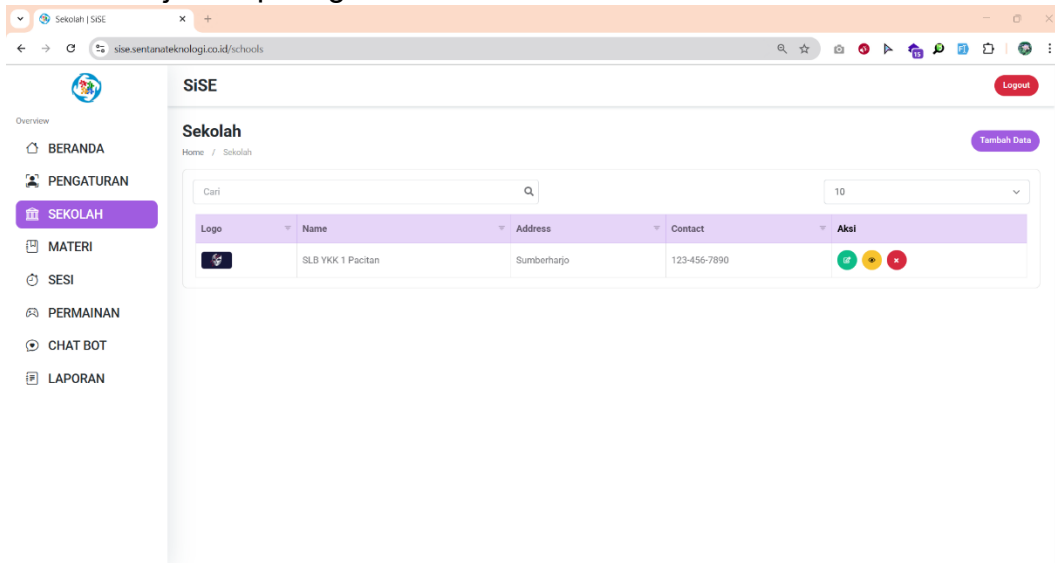 Sekolah | SiSE
sise.sentanateknologi.co.id/schools
15
SiSE
Logout
Overview
BERANDA
PENGATURAN
SEKOLAH
MATERI
SESI
PERMAINAN
CHAT BOT
LAPORAN
Sekolah
Home / Sekolah
Tambah Data
Cari
10
Logo Name Address Contact Aksi
SLB YKK 1 Pacitan Sumberharjo 123-456-7890